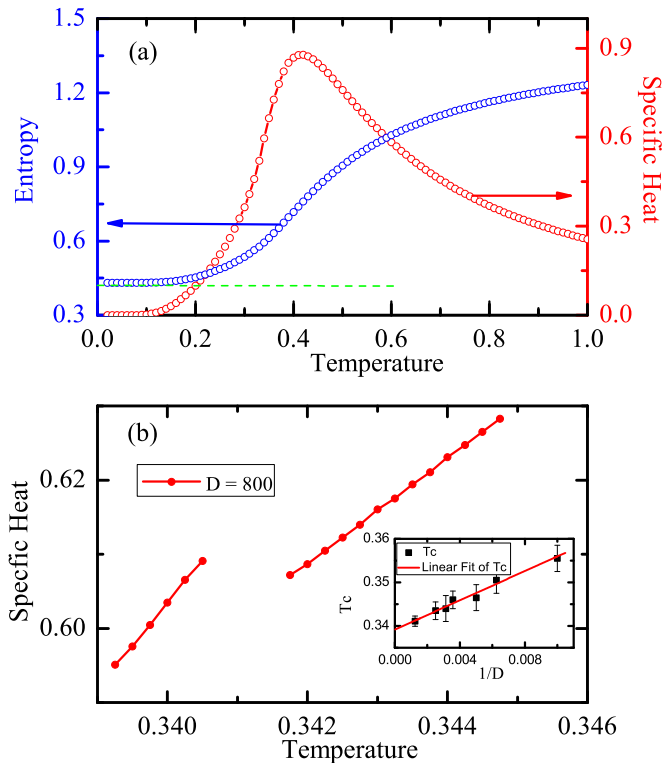 (a)
Entropy
1.5
1.2
0.9
0.6
0.3
Specific Heat
0.9
0.6
0.3
0.0
0.0 0.2 0.4 0.6 0.8 1.0
Temperature
(b)
Specfic Heat
0.62
0.60
D = 800
Tc
0.36
0.35
0.34
Tc
Linear Fit of Tc
0.000 0.004 0.008
1/D
0.340 0.342 0.344 0.346
Temperature